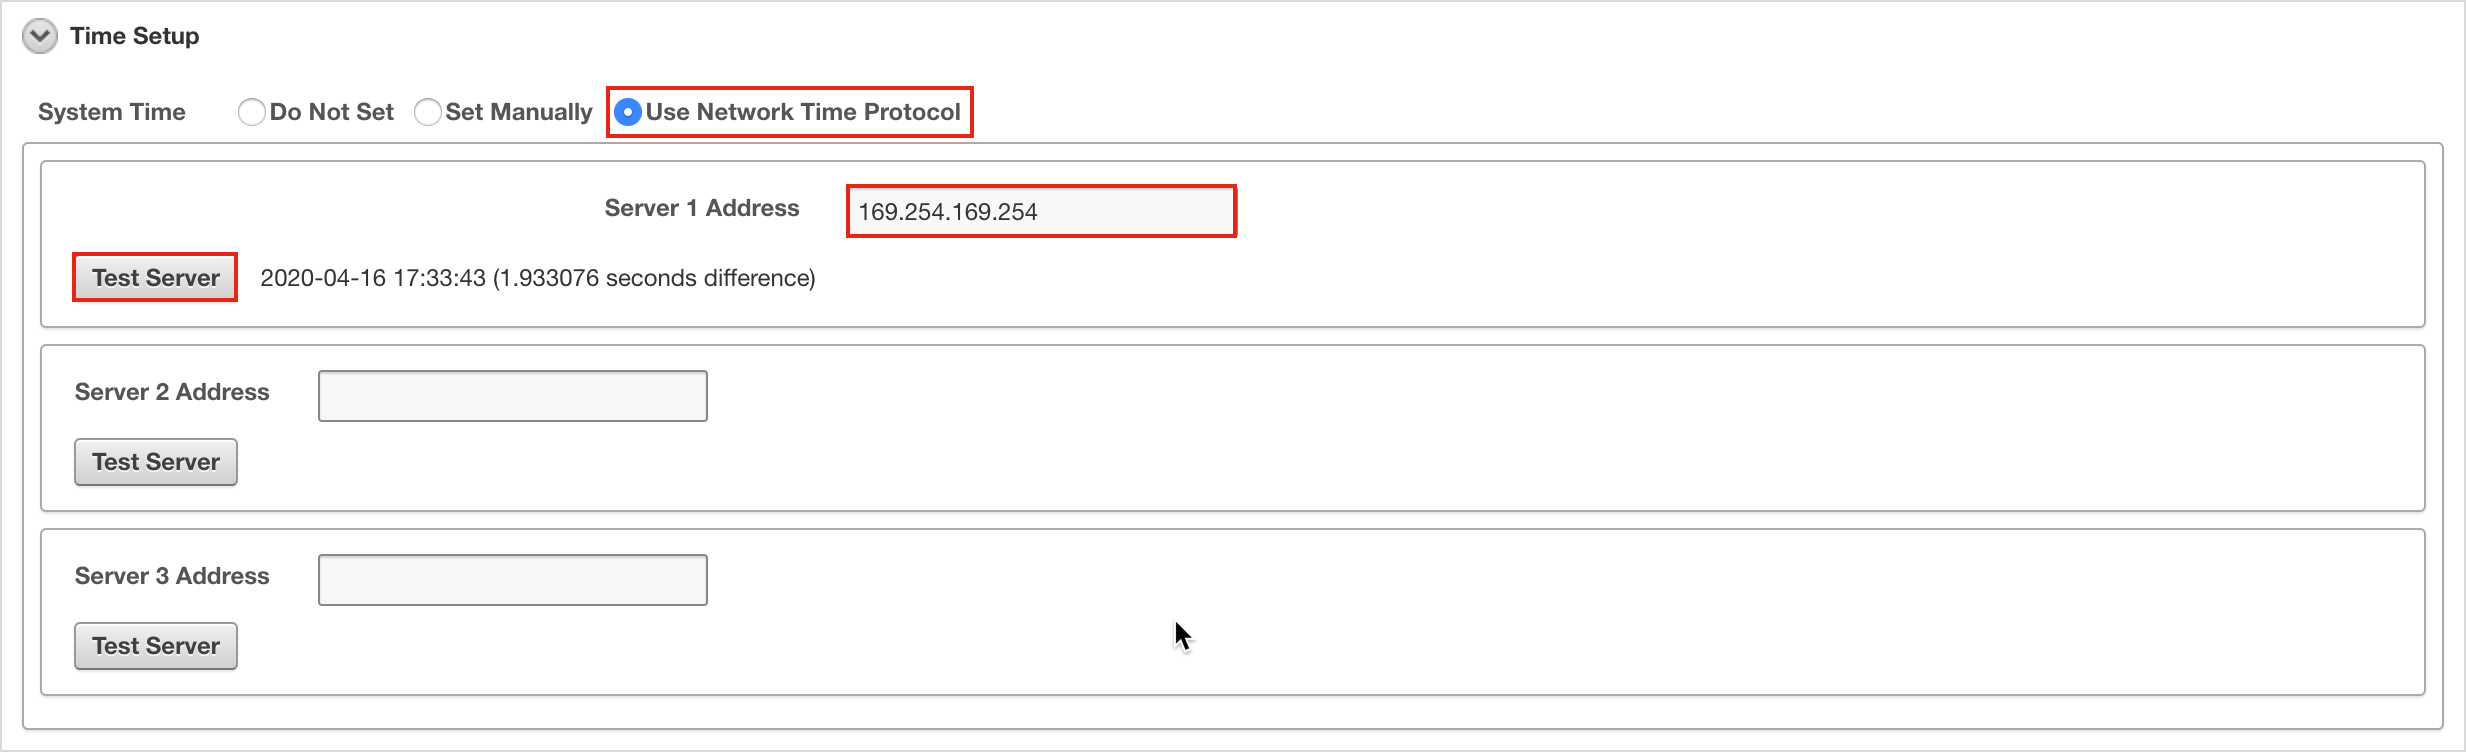 Time Setup
System Time Do Not Set Set Manually Use Network Time Protocol
Server 1 Address 169.254.169.254
Test Server 2020-04-16 17:33:43 (1.933076 seconds difference)
Server 2 Address
Test Server
Server 3 Address
Test Server